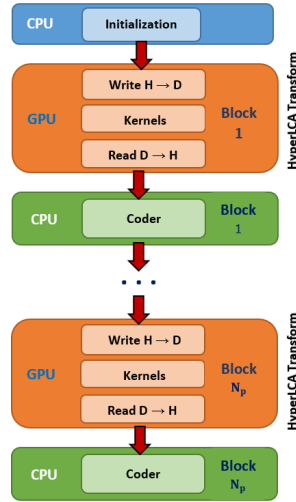 CPU
Initialization
Write H → D
GPU
Kernels
Block
1
Read D → H
HyperLCA Transform
CPU
Coder
Block
1
...
Write H → D
GPU
Kernels
Block
Np
Read D → H
HyperLCA Transform
CPU
Coder
Block
Np